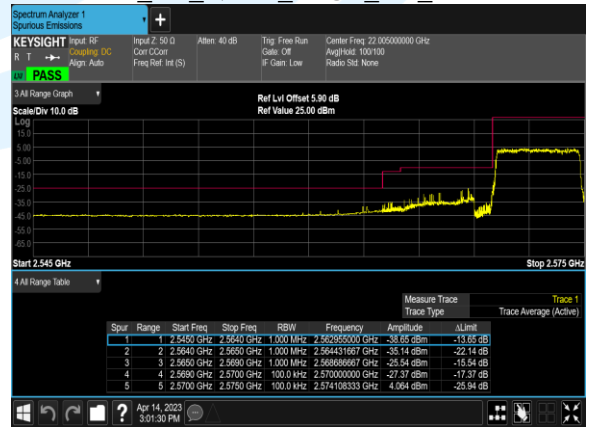 Spectrum Analyzer 1
Spurious Emissions
KEYSIGHT Input: RF Input Z: 50 Ω Atten: 40 dB Trig: Free Run Center Freq: 22.005000000 GHz
R T Coupling: DC Corr CCorr Gate: Off Avg|Hold: 100/100
Align: Auto Freq Ref: Int (S) IF Gain: Low Radio Std: None
PASS
3 All Range Graph
Ref Lvl Offset 5.90 dB
Scale/Div 10.0 dB Ref Value 25.00 dBm
Log
15.0
5.00
-5.00
-15.0
-25.0
-35.0
-45.0
-55.0
-65.0
Start 2.545 GHz Stop 2.575 GHz
4 All Range Table
Measure Trace Trace 1
Trace Type Trace Average (Active)
Spur Range Start Freq Stop Freq RBW Frequency Amplitude ΔLimit
1 1 2.5450 GHz 2.5640 GHz 1.000 MHz 2.562955000 GHz -38.65 dBm -13.65 dB
2 2 2.5640 GHz 2.5650 GHz 1.000 MHz 2.564431667 GHz -35.14 dBm -22.14 dB
3 3 2.5650 GHz 2.5690 GHz 1.000 MHz 2.568686667 GHz -25.54 dBm -15.54 dB
4 4 2.5690 GHz 2.5700 GHz 100.0 kHz 2.570000000 GHz -27.37 dBm -17.37 dB
5 5 2.5700 GHz 2.5750 GHz 100.0 kHz 2.574108333 GHz 4.064 dBm -25.94 dB
Apr 14, 2023
3:01:30 PM